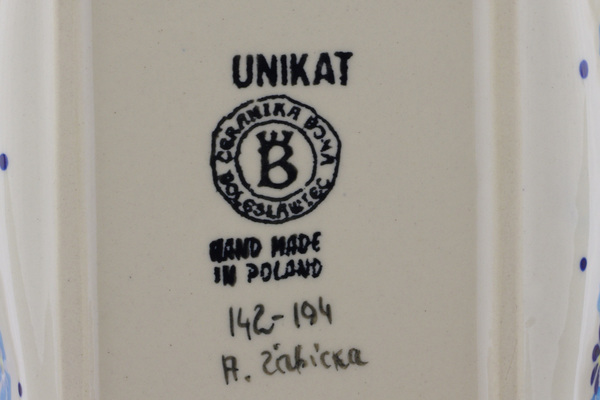 UNIKAT
CERAMIKA BONA
B
BOLESŁAWIEC
HAND MADE
IN POLAND
142-194
A. Żabicka